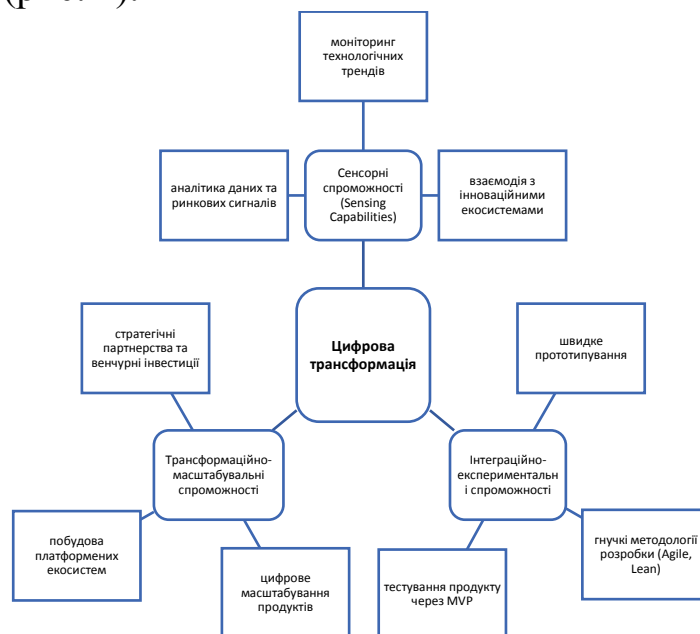 моніторинг
технологічних
трендів
аналітика даних та
ринкових сигналів
Сенсорні
спроможності
(Sensing
Capabilities)
взаємодія з
інноваційними
екосистемами
стратегічні
партнерства та
венчурні інвестиції
Цифрова
трансформація
швидке
прототипування
Трансформаційно-
масштабувальні
спроможності
Інтеграційно-
експериментальн
і спроможності
побудова
платформених
екосистем
цифрове
масштабування
продуктів
тестування продукту
через MVP
гнучкі методології
розробки (Agile,
Lean)